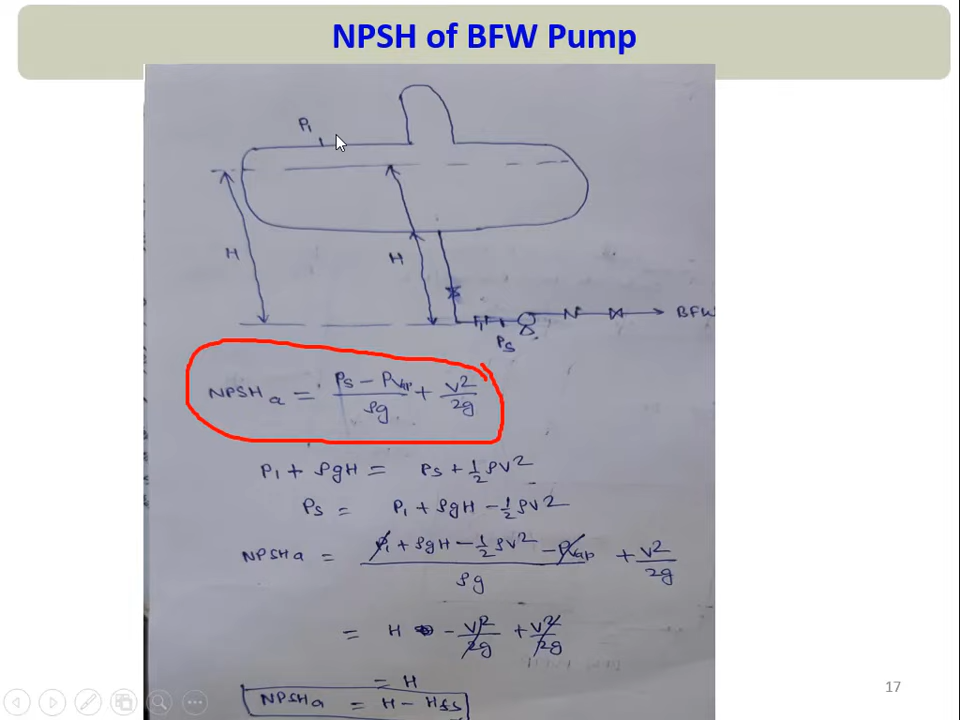 NPSH of BFW Pump
P₁
H
H
BFW
Ps
NPSHa = (Ps − Pvap)/ρg + v²/2g
P₁ + ρgH = Ps + ½ρv²
Ps = P₁ + ρgH − ½ρv²
NPSHa = (P₁ + ρgH − ½ρv² − Pvap)/ρg + v²/2g
= H − v²/2g + v²/2g
= H
NPSHa = H − Hfs
17